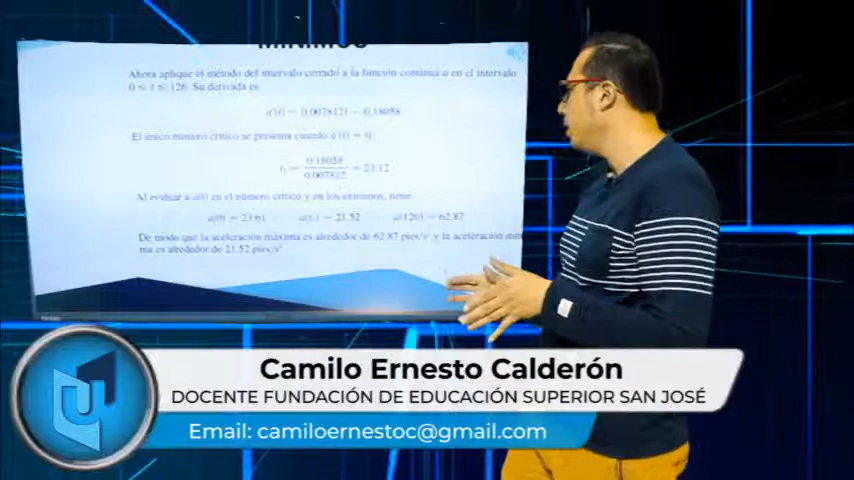 Ahora aplique el método del intervalo cerrado a la función continua a en el intervalo
0 ≤ t ≤ 126. Su derivada es
a'(t) = 0.007812t − 0.18058
El único número crítico se presenta cuando a'(t) = 0:
t₁ = 0.18058 / 0.007812 ≈ 23.12
Al evaluar a(t) en el número crítico y en los extremos, tiene
a(0) = 23.61 a(t₁) ≈ 21.52 a(126) ≈ 62.87
De modo que la aceleración máxima es alrededor de 62.87 pies/s² y la aceleración
ma es alrededor de 21.52 pies/s²
Camilo Ernesto Calderón
DOCENTE FUNDACIÓN DE EDUCACIÓN SUPERIOR SAN JOSÉ
Email: camiloernestoc@gmail.com